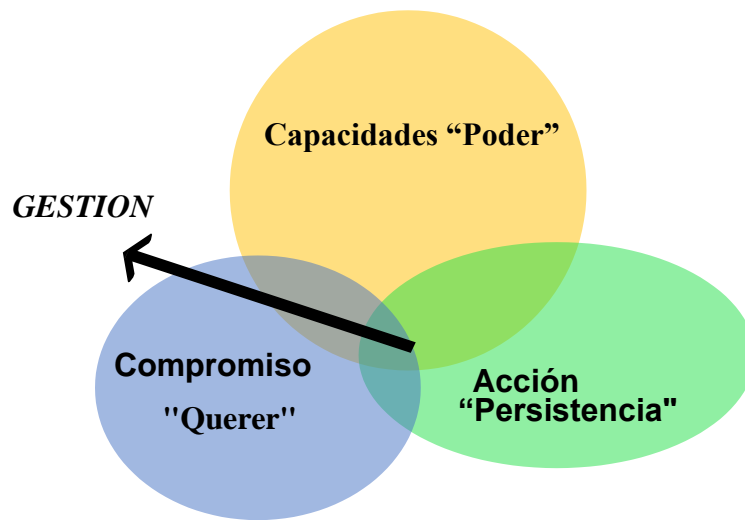 Capacidades “Poder”
GESTION
Compromiso
"Querer"
Acción
“Persistencia"